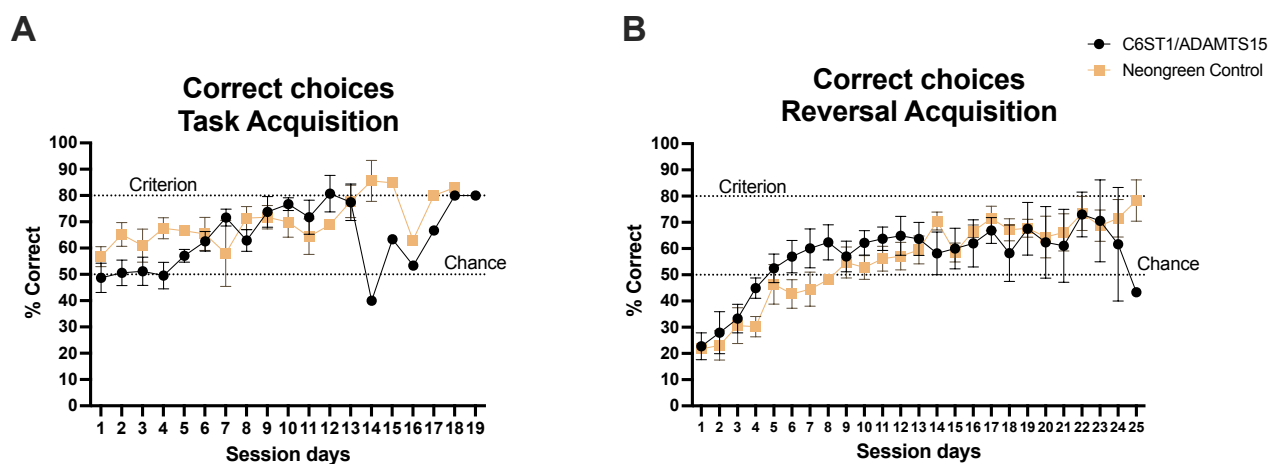 A
B
C6ST1/ADAMTS15
Neongreen Control
Correct choices
Task Acquisition
% Correct
100
90
80
70
60
50
40
30
20
10
0
Criterion
Chance
1 2 3 4 5 6 7 8 9 10 11 12 13 14 15 16 17 18 19
Session days
Correct choices
Reversal Acquisition
% Correct
100
90
80
70
60
50
40
30
20
10
0
Criterion
Chance
1 2 3 4 5 6 7 8 9 10 11 12 13 14 15 16 17 18 19 20 21 22 23 24 25
Session days